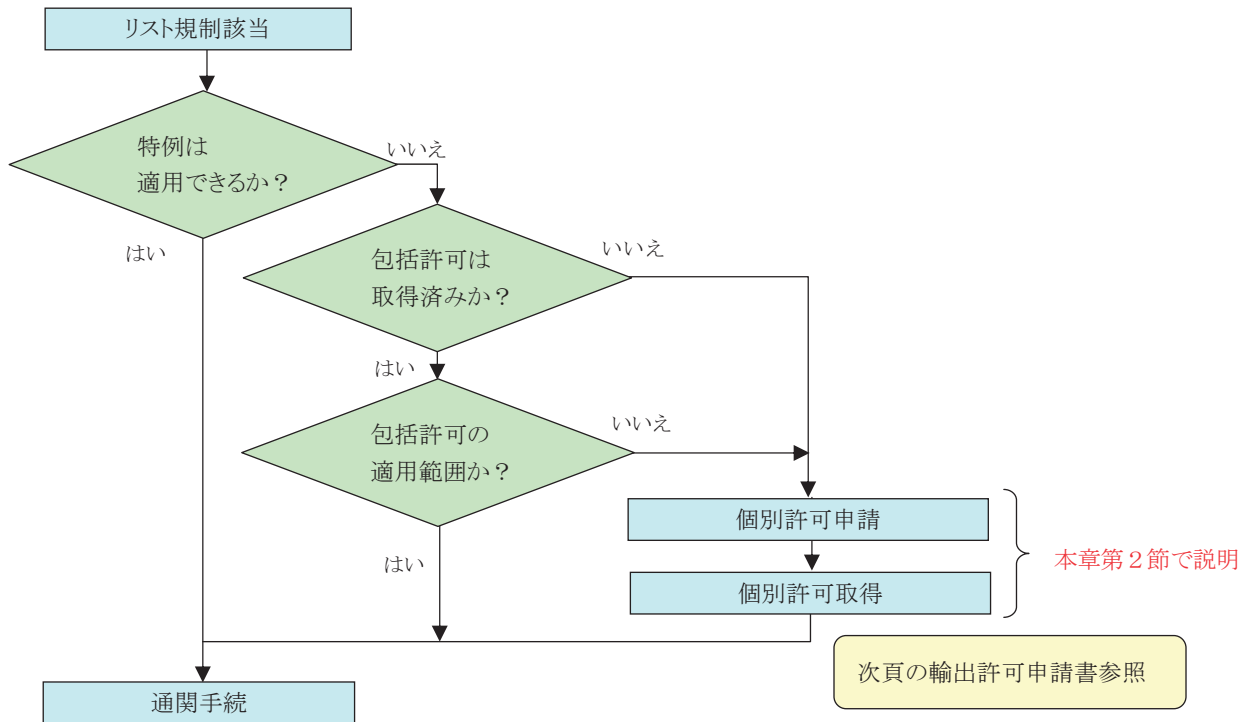 リスト規制該当
特例は
適用できるか？
いいえ
はい
包括許可は
取得済みか？
いいえ
はい
包括許可の
適用範囲か？
いいえ
はい
個別許可申請
個別許可取得
本章第２節で説明
次頁の輸出許可申請書参照
通関手続